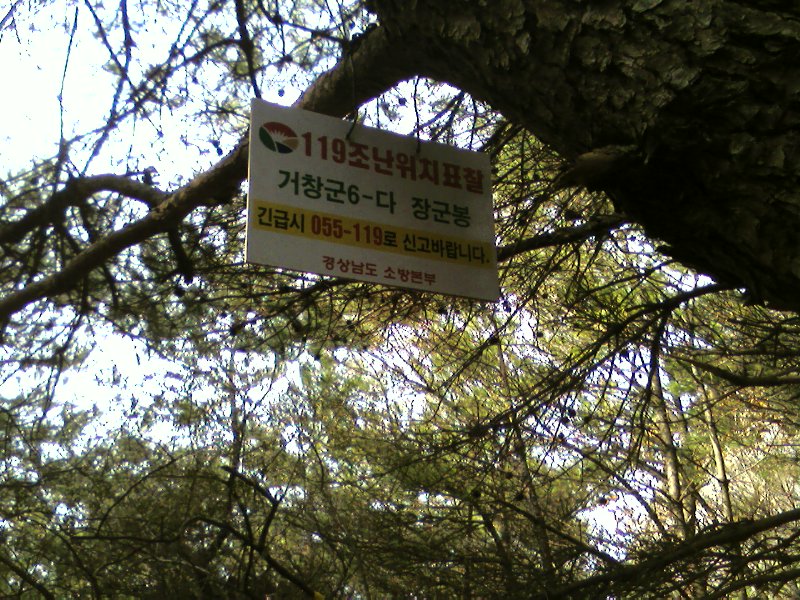 119조난위치표찰
거창군6-다 장군봉
긴급시 055-119로 신고바랍니다.
경상남도 소방본부